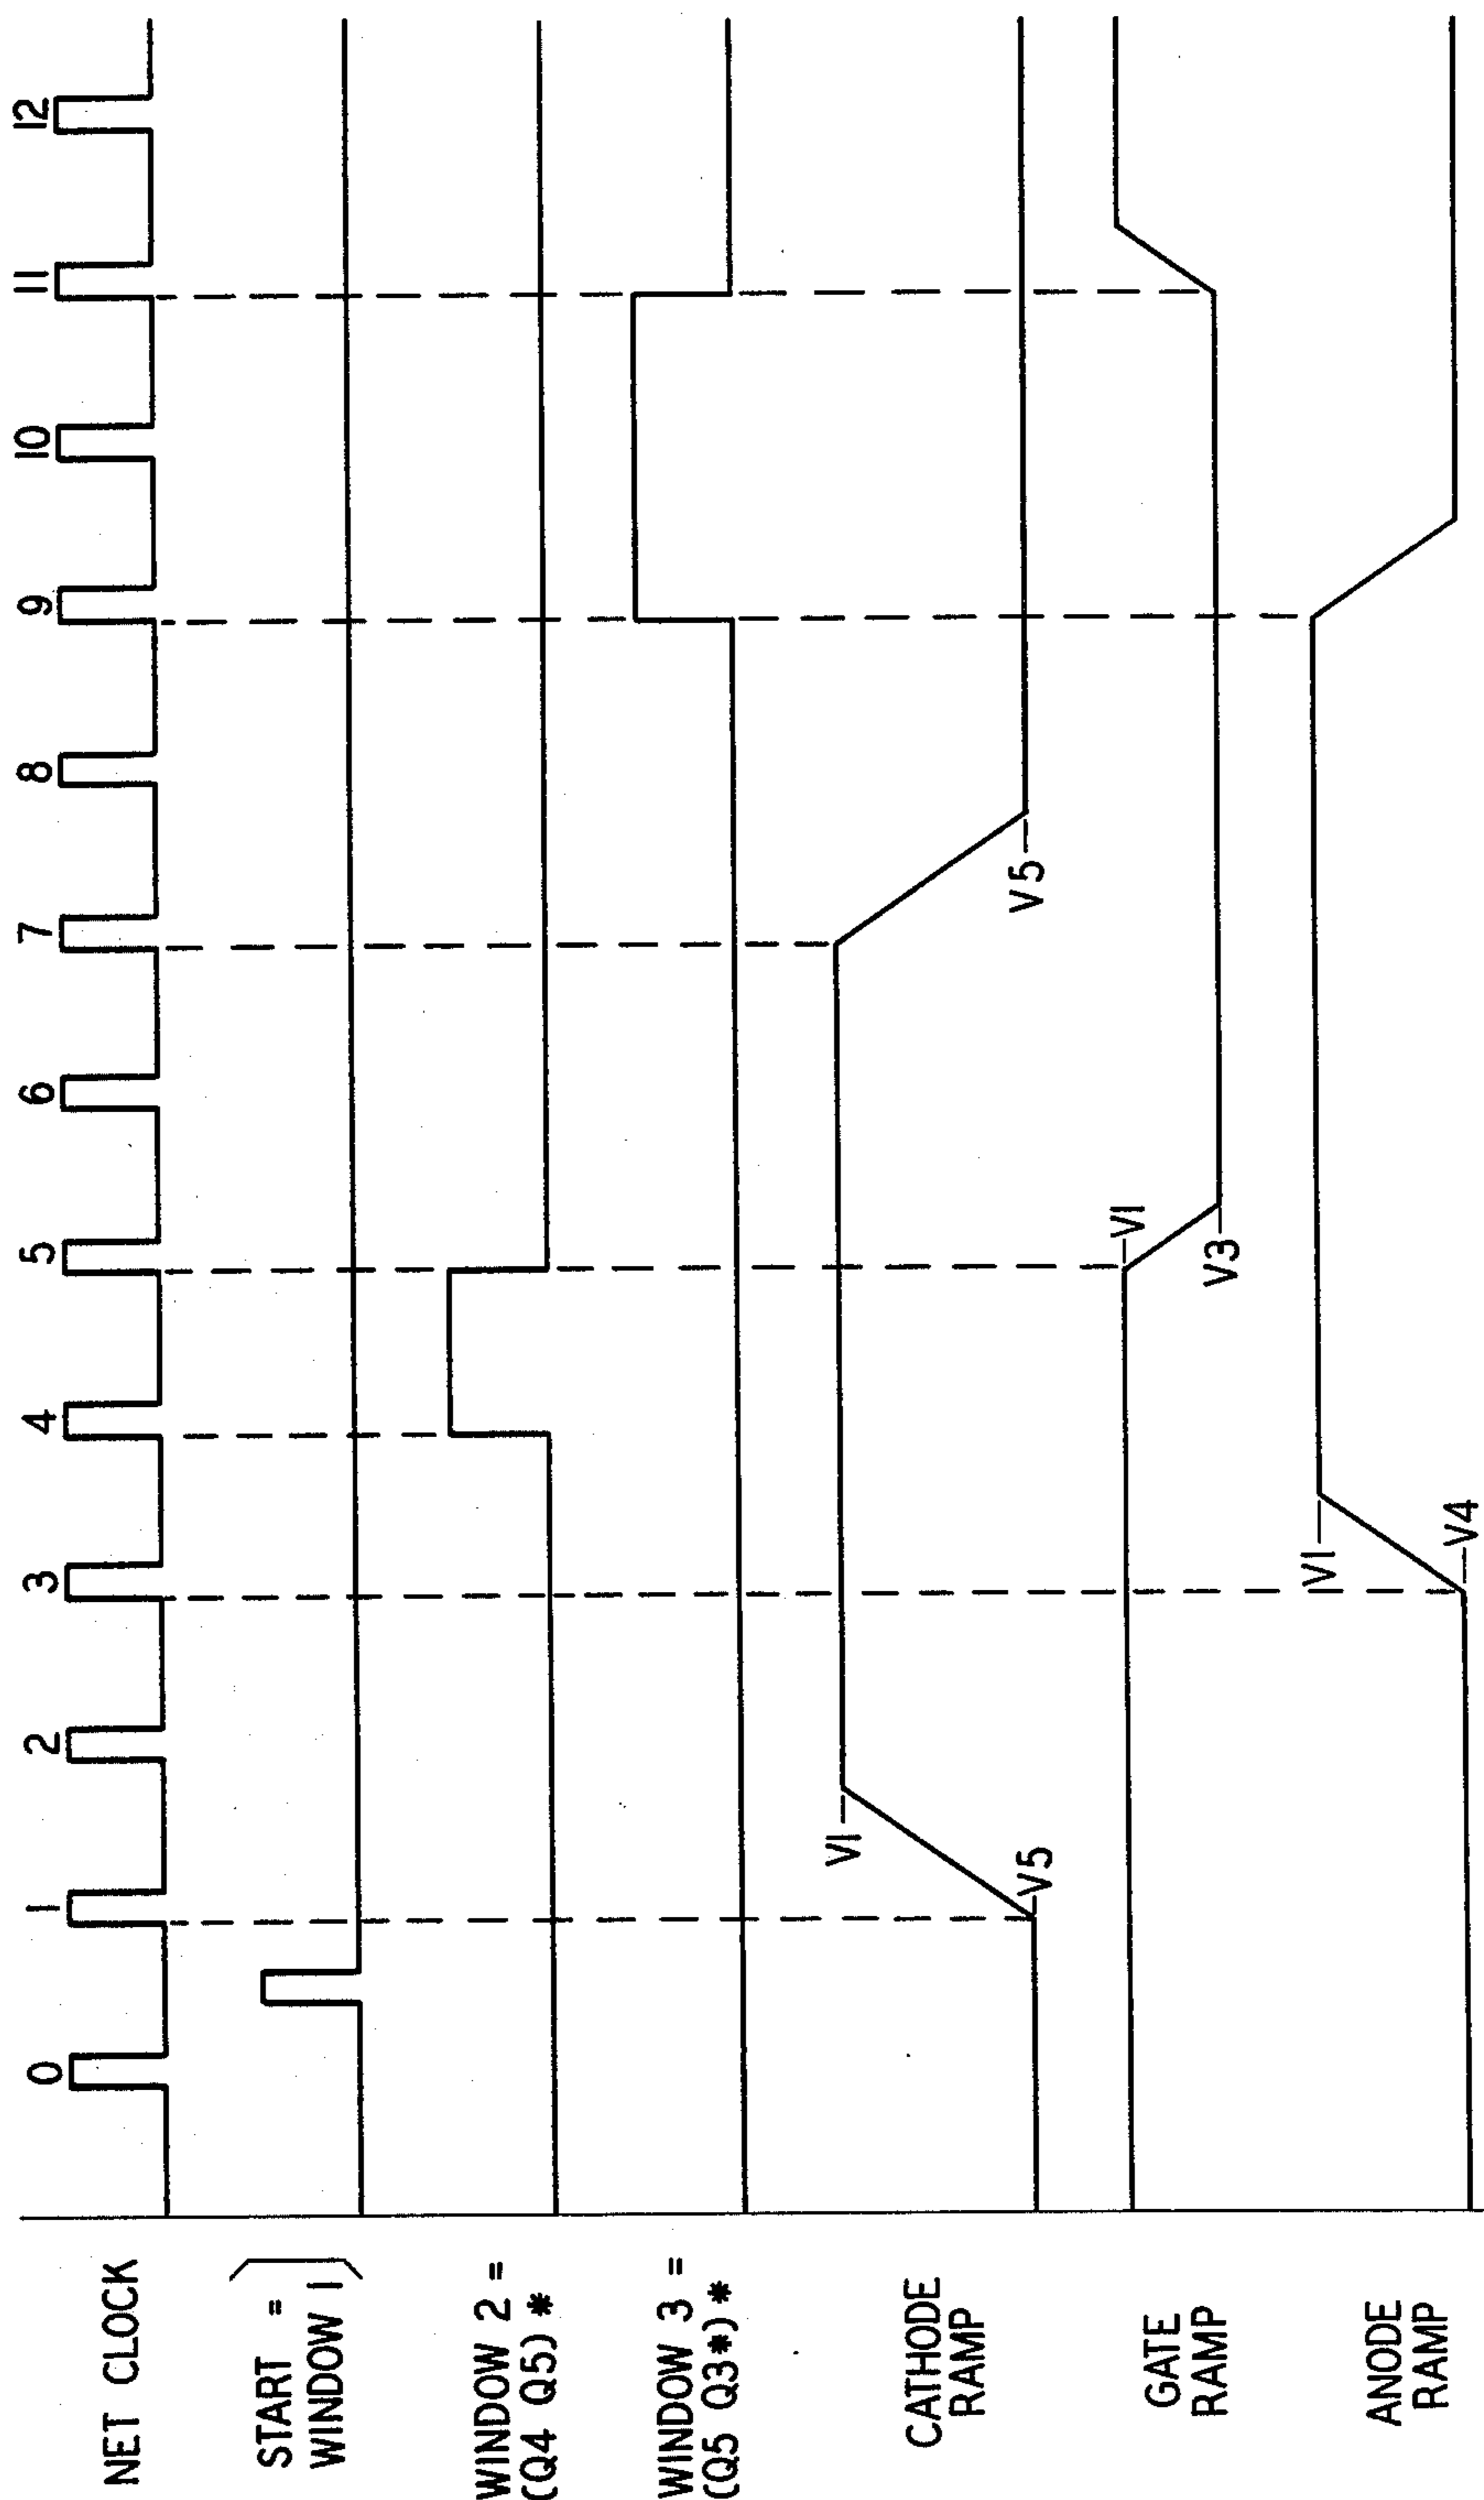 NET CLOCK
0 1 2 3 4 5 6 7 8 9 10 11 12
START =
WINDOW 1
WINDOW 2 =
(Q4 Q5) *
WINDOW 3 =
(Q5 Q3*) *
CATHODE
RAMP
V5
V1
V5
GATE
RAMP
V1
V3
ANODE
RAMP
V4
V1